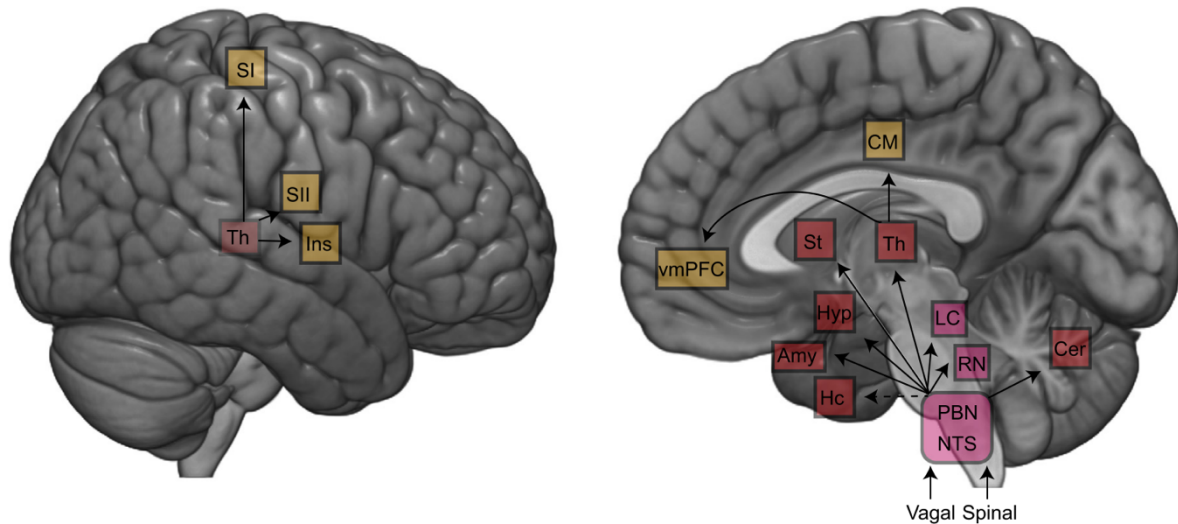 SI
SII
Th
Ins
CM
St
Th
vmPFC
Hyp
LC
Amy
RN
Cer
Hc
PBN
NTS
Vagal Spinal